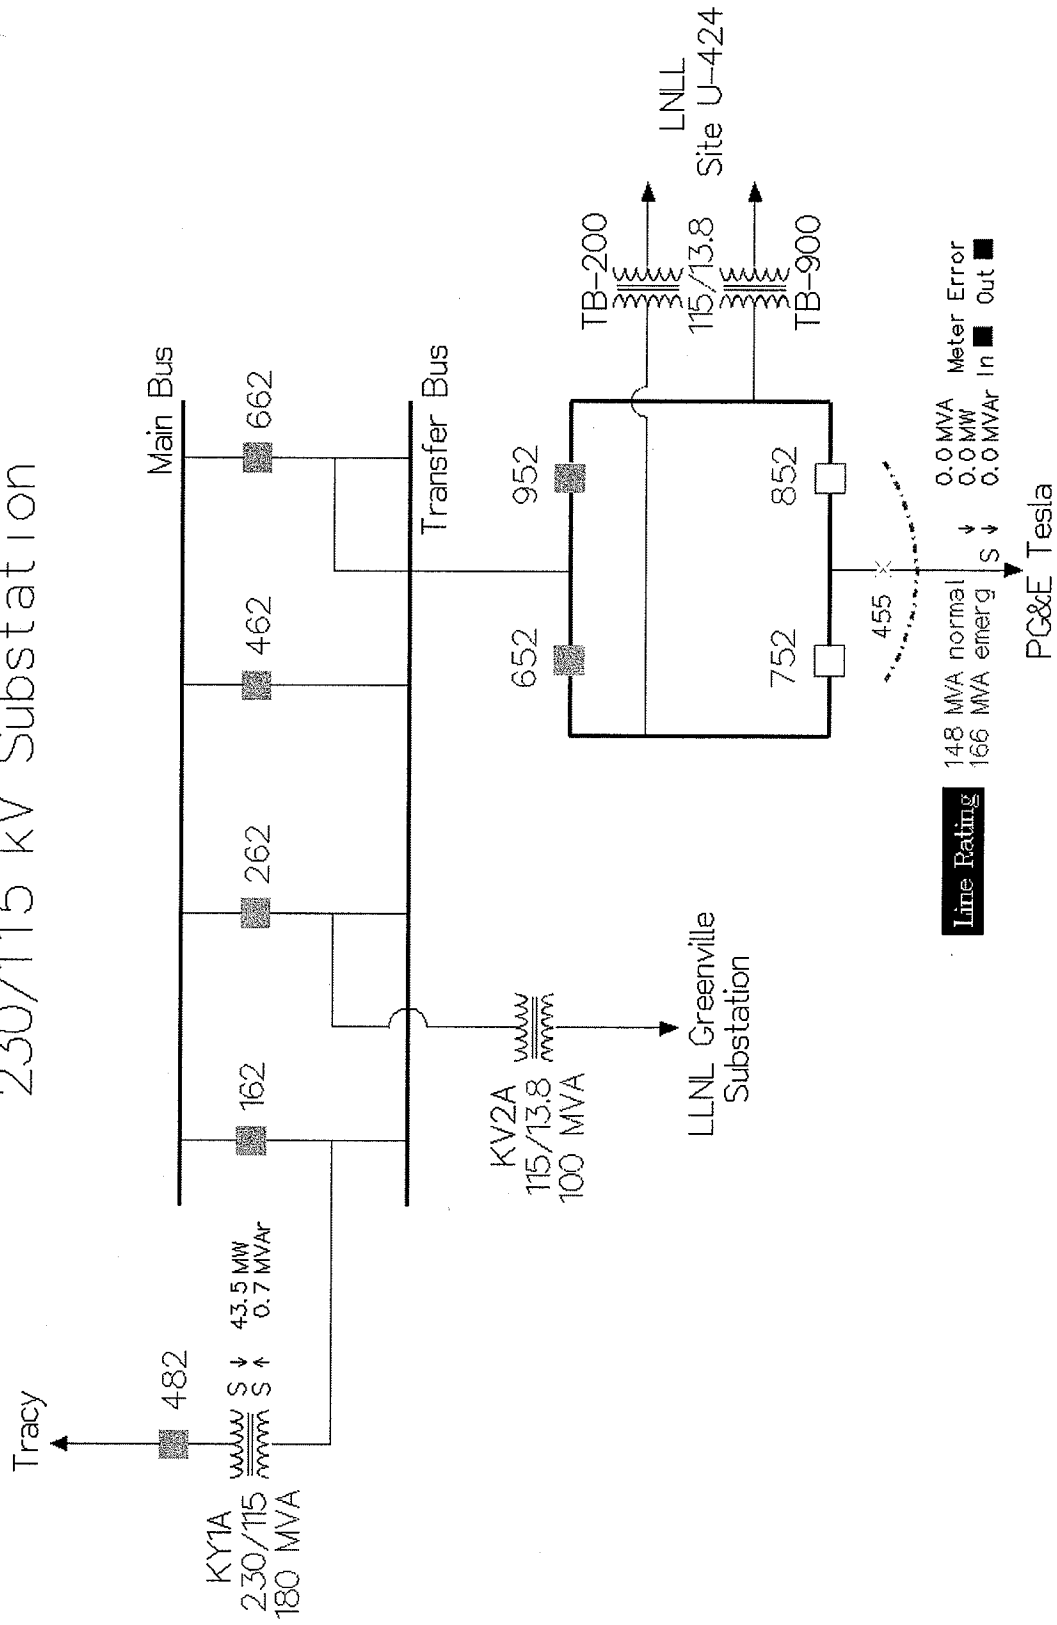 230/115 kV Substation
Tracy
482
KY1A
230/115
180 MVA
S ↓ 43.5 MW
S ↑ 0.7 MVAr
Main Bus
162
262
462
662
Transfer Bus
KV2A
115/13.8
100 MVA
LLNL Greenville
Substation
652
952
752
852
TB-200
115/13.8
TB-900
LNLL
Site U-424
455
Line Rating
148 MVA normal
166 MVA emerg
0.0 MVA
↓ 0.0 MW
S ↓ 0.0 MVAr
Meter Error
In
Out
PG&E Tesla